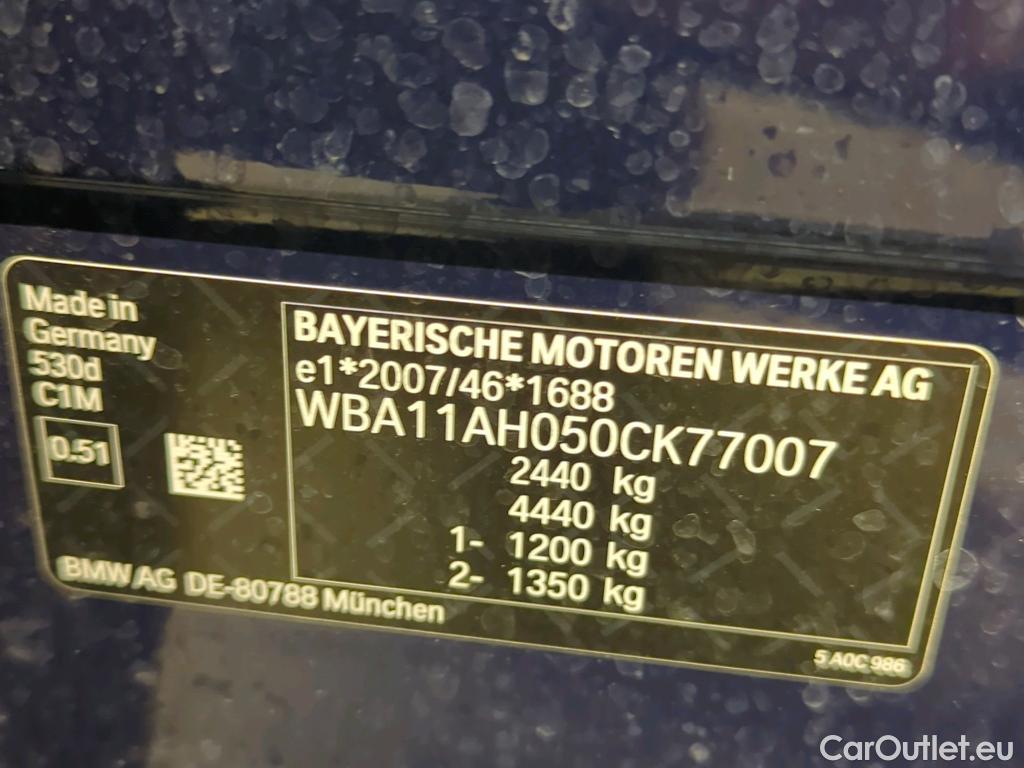 Made in
Germany
530d
C1M
0.51
BAYERISCHE MOTOREN WERKE AG
e1*2007/46*1688
WBA11AH050CK77007
2440 kg
4440 kg
1- 1200 kg
2- 1350 kg
BMW AG DE-80788 München
5 A0C 986
CarOutlet.eu